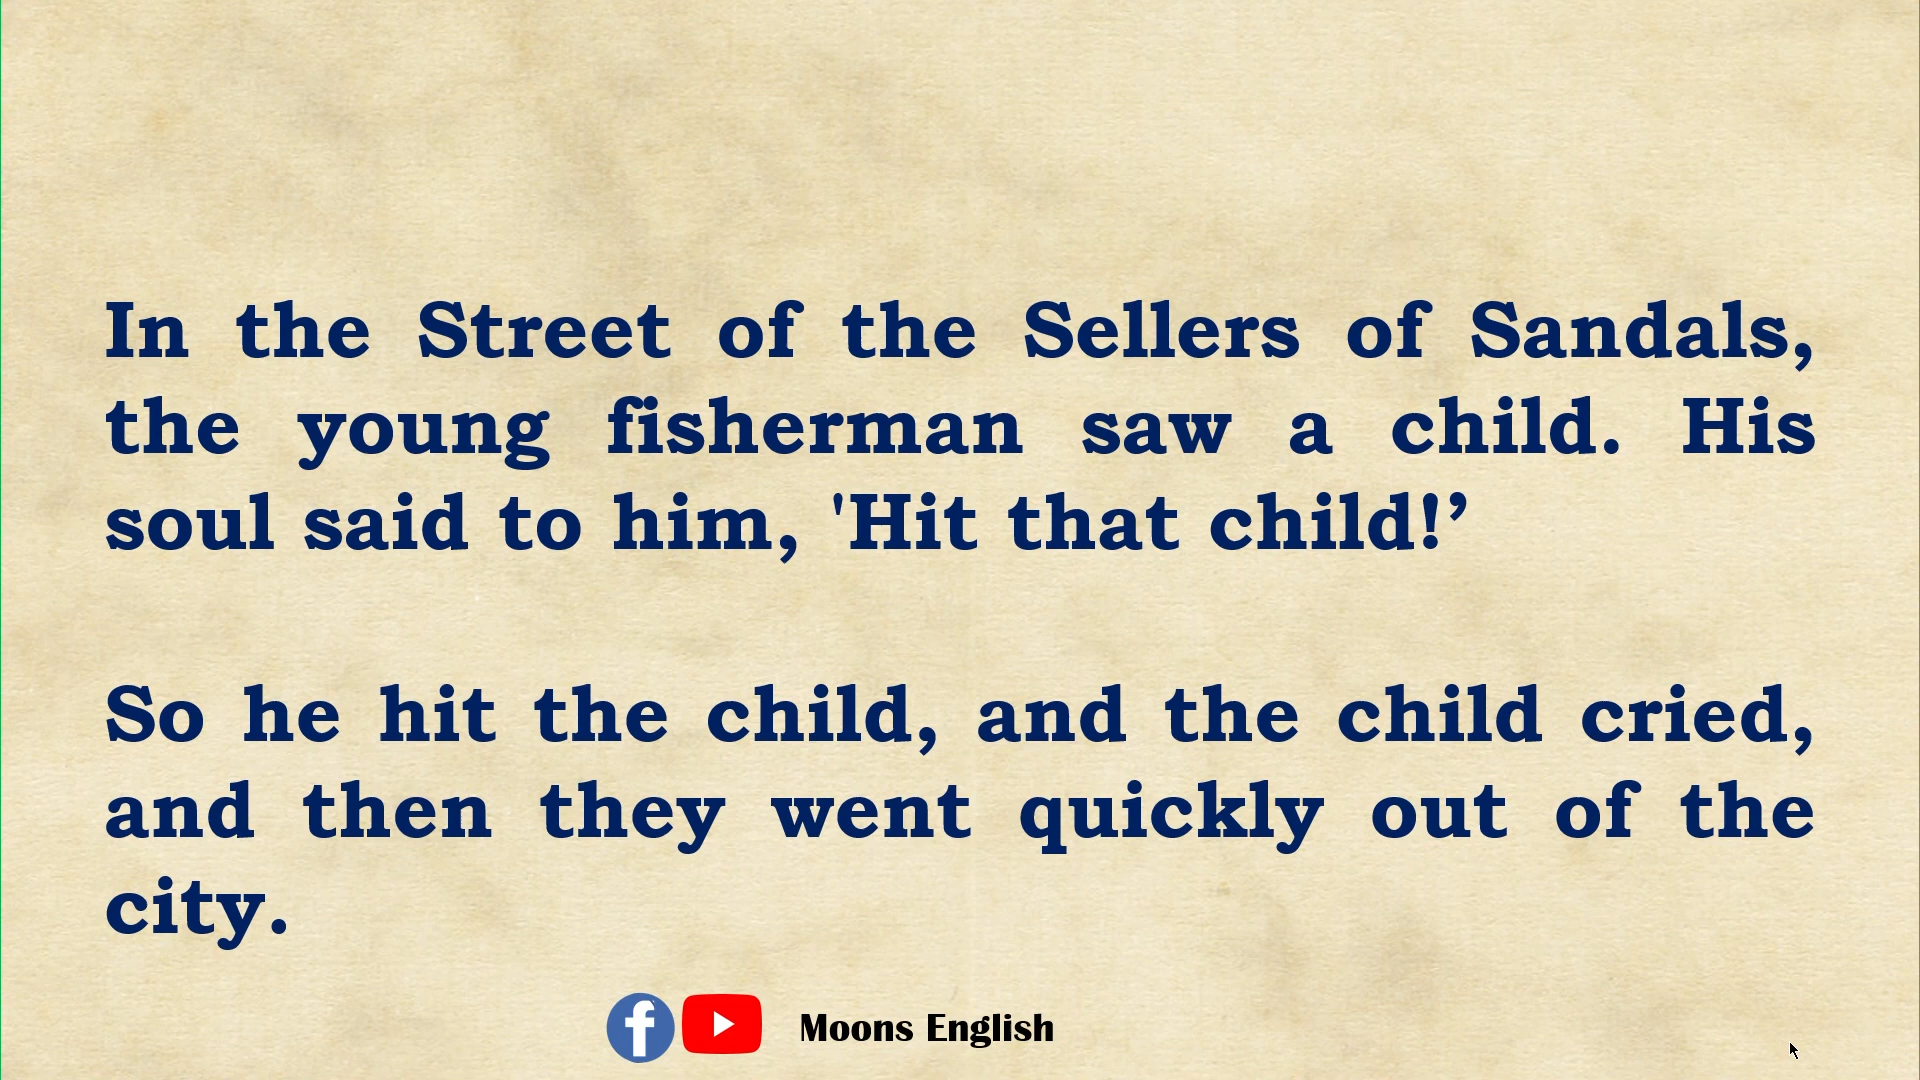 In the Street of the Sellers of Sandals,
the young fisherman saw a child. His
soul said to him, 'Hit that child!’
So he hit the child, and the child cried,
and then they went quickly out of the
city.
Moons English